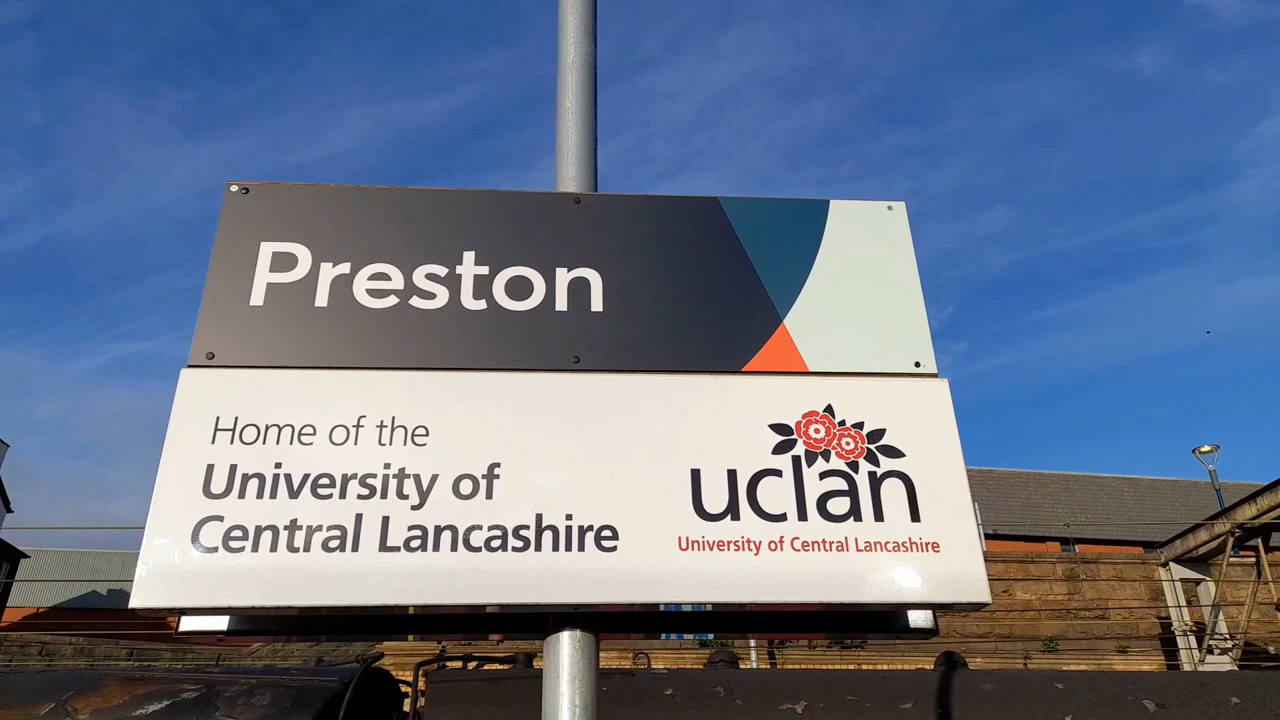 Preston
Home of the
University of
Central Lancashire
uclan
University of Central Lancashire